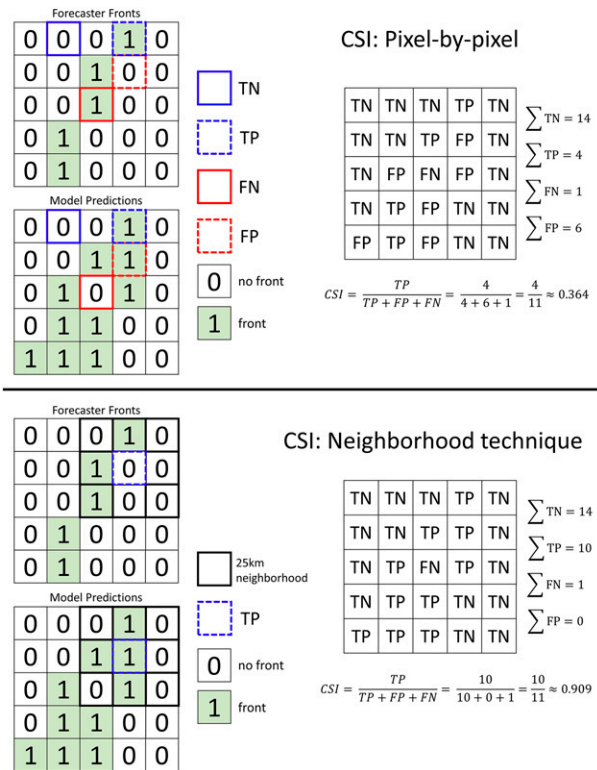 Forecaster Fronts
0 0 0 1 0
0 0 1 0 0
0 0 1 0 0
0 1 0 0 0
0 1 0 0 0
Model Predictions
0 0 0 1 0
0 0 1 1 0
0 1 0 1 0
0 1 1 0 0
1 1 1 0 0
TN
TP
FN
FP
0 no front
1 front
CSI: Pixel-by-pixel
TN TN TN TP TN
TN TN TP FP TN
TN FP FN FP TN
TN TP FP TN TN
FP TP FP TN TN
∑ TN = 14
∑ TP = 4
∑ FN = 1
∑ FP = 6
CSI = TP / (TP + FP + FN) = 4 / (4 + 6 + 1) = 4 / 11 ≈ 0.364
Forecaster Fronts
0 0 0 1 0
0 0 1 0 0
0 0 1 0 0
0 1 0 0 0
0 1 0 0 0
Model Predictions
0 0 0 1 0
0 0 1 1 0
0 1 0 1 0
0 1 1 0 0
1 1 1 0 0
25km
neighborhood
TP
0 no front
1 front
CSI: Neighborhood technique
TN TN TN TP TN
TN TN TP TP TN
TN TP FN TP TN
TN TP TP TN TN
TP TP TP TN TN
∑ TN = 14
∑ TP = 10
∑ FN = 1
∑ FP = 0
CSI = TP / (TP + FP + FN) = 10 / (10 + 0 + 1) = 10 / 11 ≈ 0.909